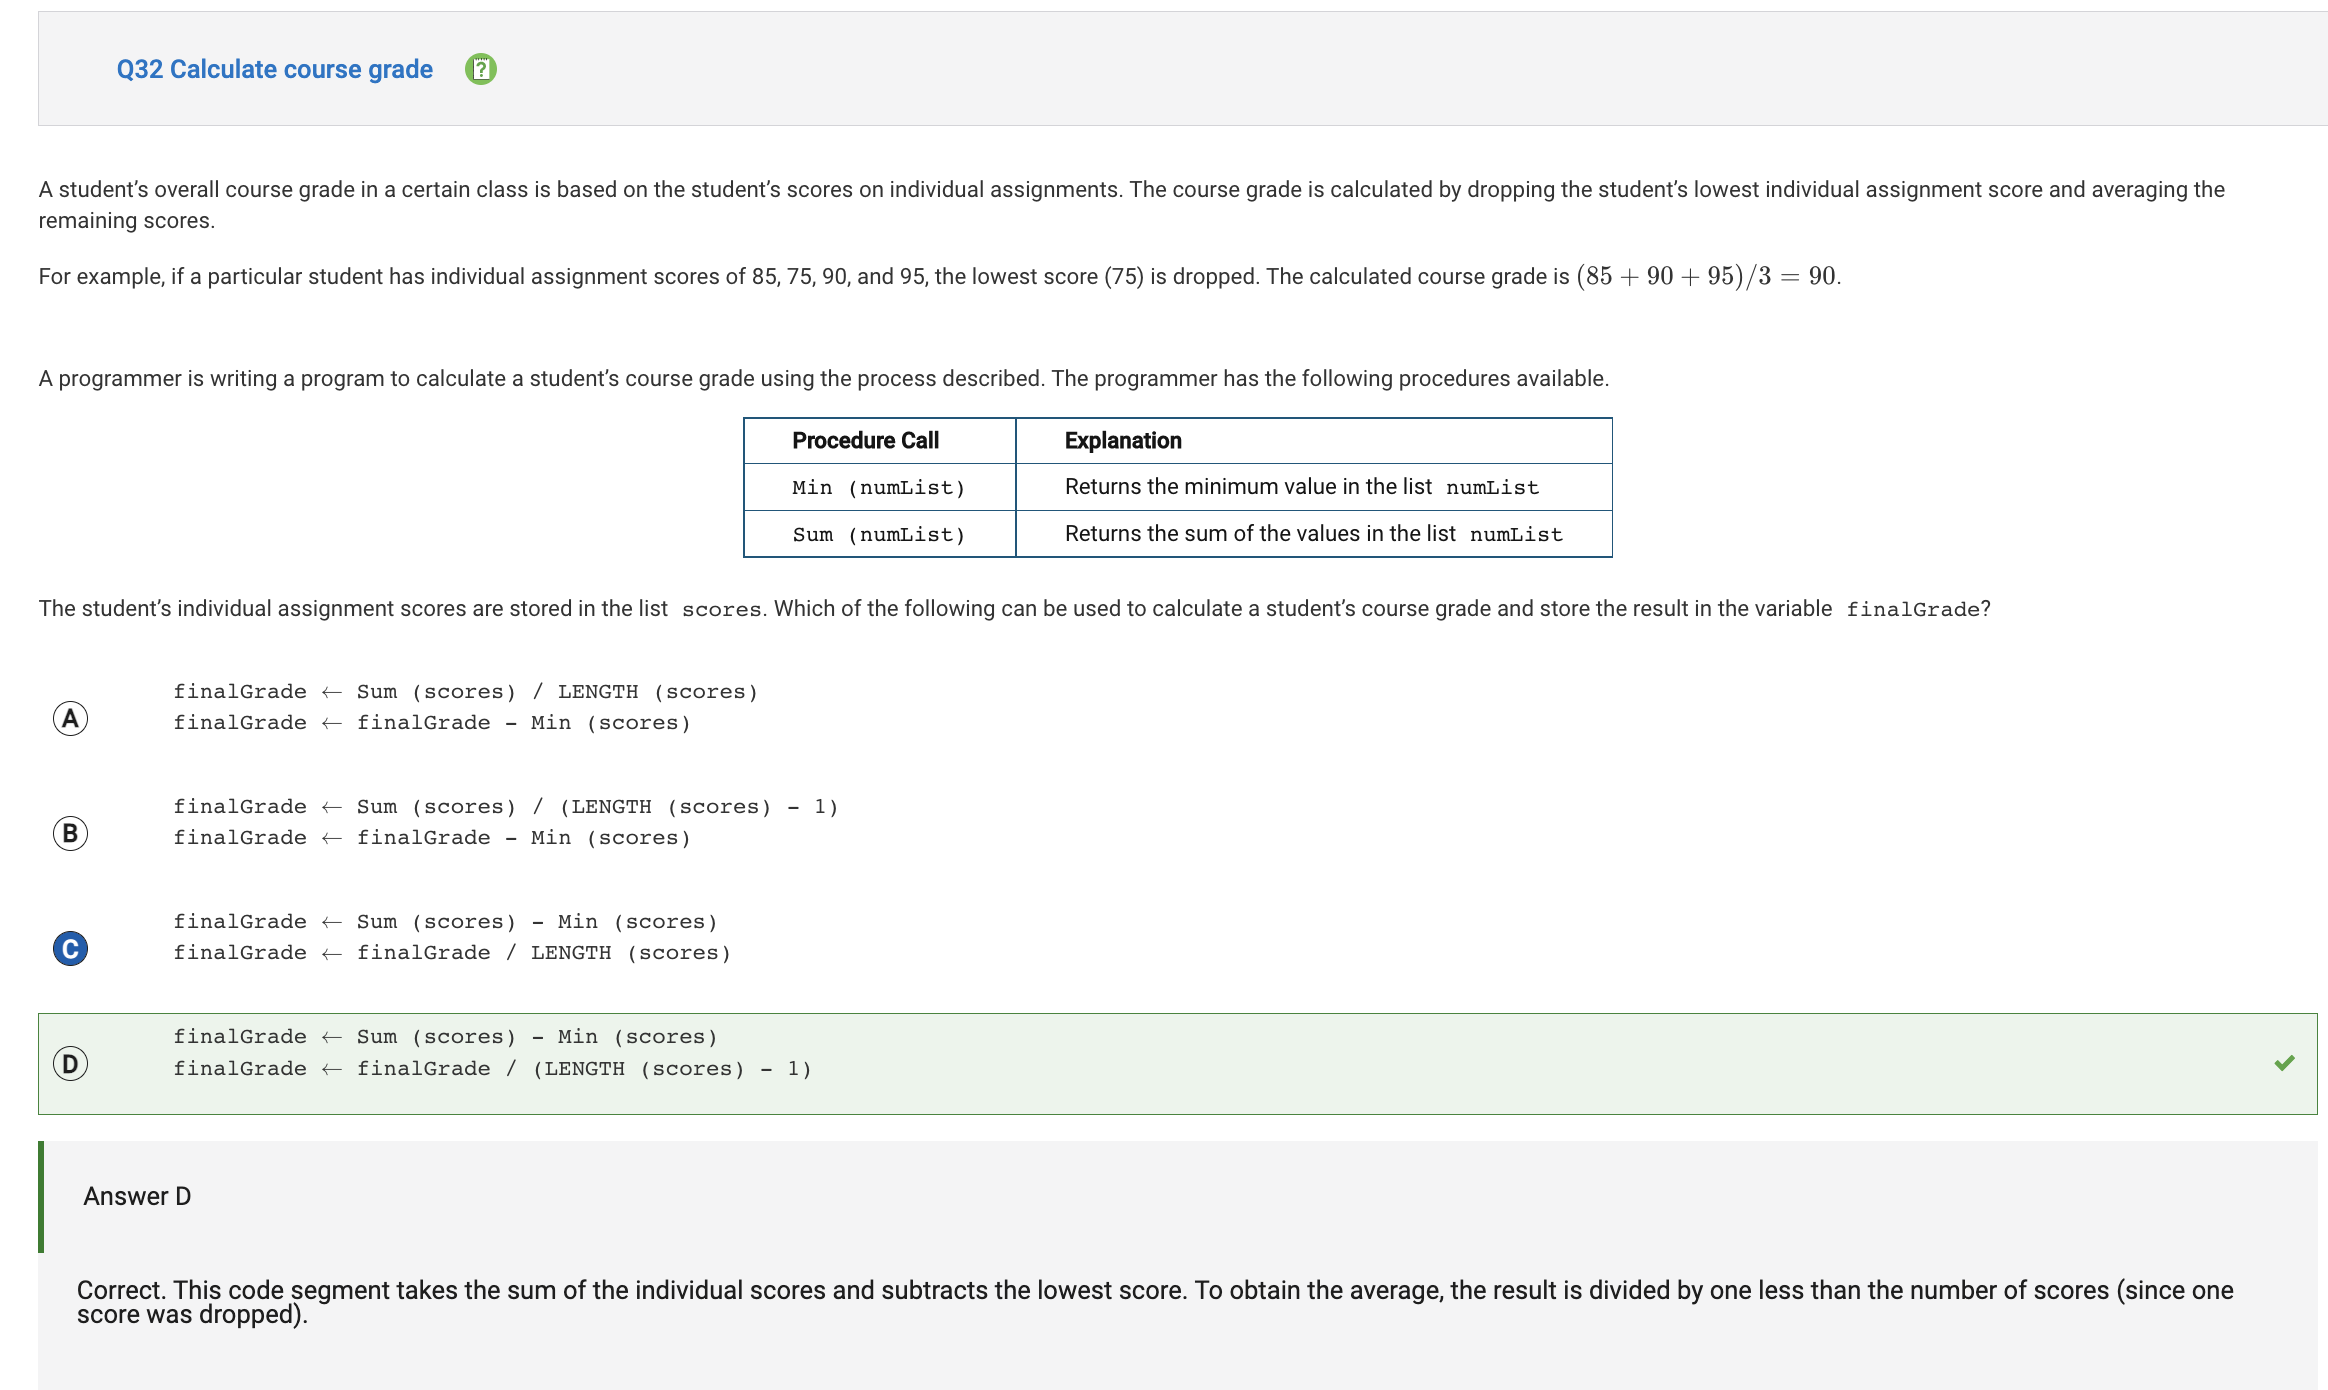 Q32 Calculate course grade
A student’s overall course grade in a certain class is based on the student’s scores on individual assignments. The course grade is calculated by dropping the student’s lowest individual assignment score and averaging the
remaining scores.
For example, if a particular student has individual assignment scores of 85, 75, 90, and 95, the lowest score (75) is dropped. The calculated course grade is (85 + 90 + 95)/3 = 90.
A programmer is writing a program to calculate a student’s course grade using the process described. The programmer has the following procedures available.
Procedure Call Explanation
Min (numList) Returns the minimum value in the list numList
Sum (numList) Returns the sum of the values in the list numList
The student’s individual assignment scores are stored in the list scores. Which of the following can be used to calculate a student’s course grade and store the result in the variable finalGrade?
A
finalGrade ← Sum (scores) / LENGTH (scores)
finalGrade ← finalGrade - Min (scores)
B
finalGrade ← Sum (scores) / (LENGTH (scores) - 1)
finalGrade ← finalGrade - Min (scores)
C
finalGrade ← Sum (scores) - Min (scores)
finalGrade ← finalGrade / LENGTH (scores)
D
finalGrade ← Sum (scores) - Min (scores)
finalGrade ← finalGrade / (LENGTH (scores) - 1)
Answer D
Correct. This code segment takes the sum of the individual scores and subtracts the lowest score. To obtain the average, the result is divided by one less than the number of scores (since one
score was dropped).